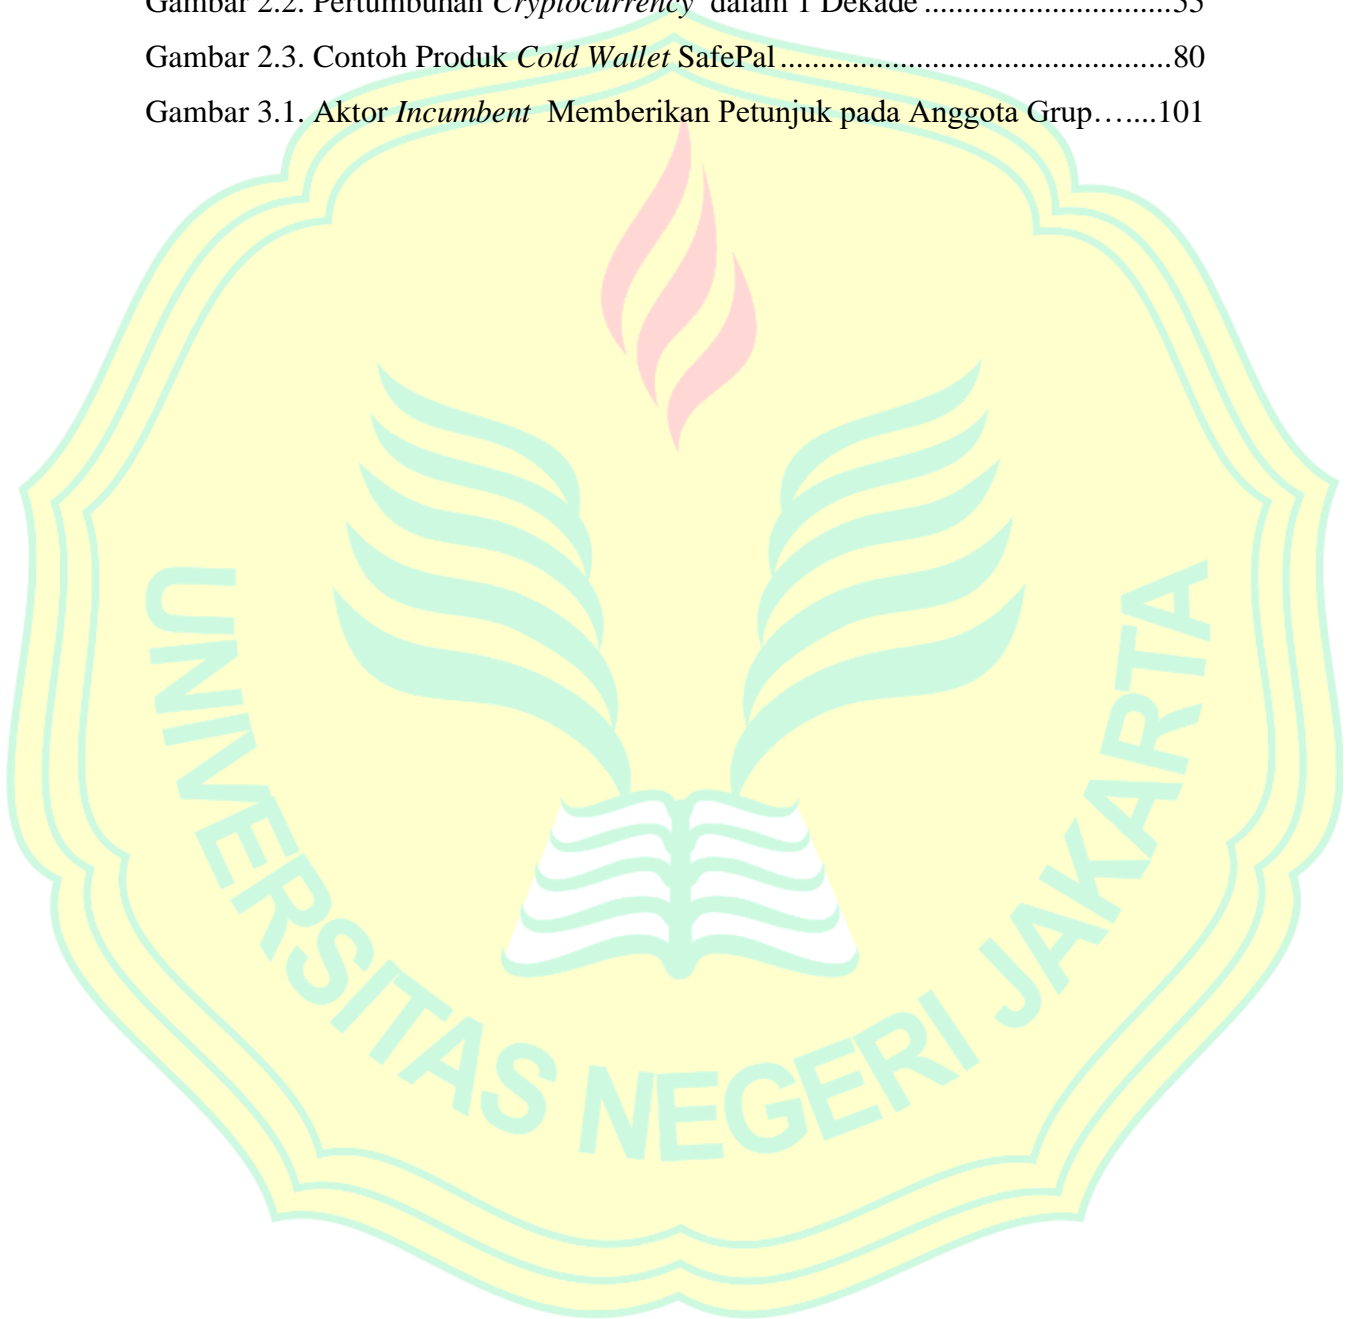 Gambar 2.2. Pertumbuhan Cryptocurrency dalam 1 Dekade ...............................55
Gambar 2.3. Contoh Produk Cold Wallet SafePal .................................................80
Gambar 3.1. Aktor Incumbent Memberikan Petunjuk pada Anggota Grup…....101
UNIVERSITAS NEGERI JAKARTA